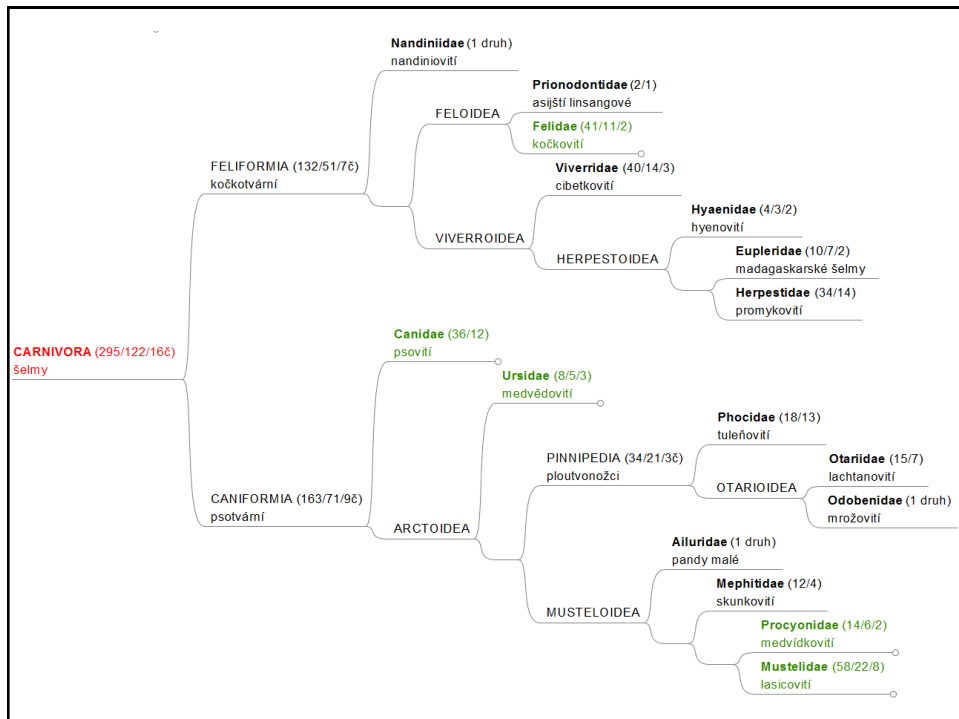 Nandiniidae (1 druh)
nandiniovití
Prionodontidae (2/1)
asijští linsangové
FELOIDEA
Felidae (41/11/2)
kočkovití
FELIFORMIA (132/51/7č)
kočkotvární
Viverridae (40/14/3)
cibetkovití
VIVERROIDEA
Hyaenidae (4/3/2)
hyenovití
HERPESTOIDEA
Eupleridae (10/7/2)
madagaskarské šelmy
Herpestidae (34/14)
promykovití
CARNIVORA (295/122/16č)
šelmy
Canidae (36/12)
psovití
Ursidae (8/5/3)
medvědovití
Phocidae (18/13)
tuleňovití
PINNIPEDIA (34/21/3č)
ploutvonožci
Otariidae (15/7)
lachtanovití
OTARIOIDEA
Odobenidae (1 druh)
mrožovití
CANIFORMIA (163/71/9č)
psotvární
ARCTOIDEA
Ailuridae (1 druh)
pandy malé
Mephitidae (12/4)
skunkovití
MUSTELOIDEA
Procyonidae (14/6/2)
medvídkovití
Mustelidae (58/22/8)
lasicovití